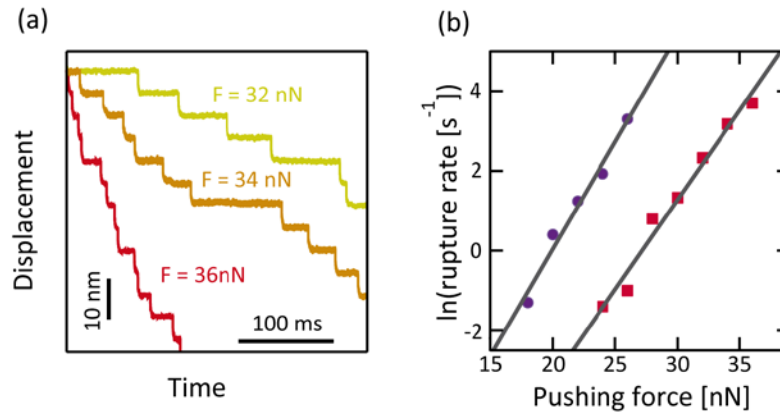 (a)
F = 32 nN
F = 34 nN
F = 36nN
10 nm
100 ms
Displacement
Time
(b)
4
2
0
-2
15 20 25 30 35
ln(rupture rate [s⁻¹])
Pushing force [nN]